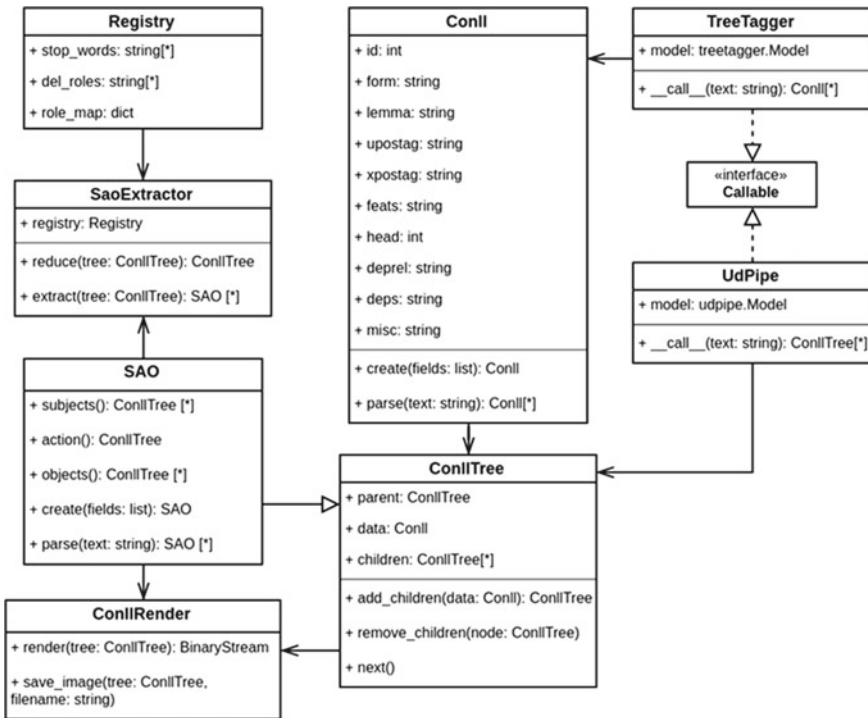 Registry
+ stop_words: string[*]
+ del_roles: string[*]
+ role_map: dict
SaoExtractor
+ registry: Registry
+ reduce(tree: ConllTree): ConllTree
+ extract(tree: ConllTree): SAO [*]
SAO
+ subjects(): ConllTree [*]
+ action(): ConllTree
+ objects(): ConllTree [*]
+ create(fields: list): SAO
+ parse(text: string): SAO [*]
ConllRender
+ render(tree: ConllTree): BinaryStream
+ save_image(tree: ConllTree,
filename: string)
Conll
+ id: int
+ form: string
+ lemma: string
+ upostag: string
+ xpostag: string
+ feats: string
+ head: int
+ deprel: string
+ deps: string
+ misc: string
+ create(fields: list): Conll
+ parse(text: string): Conll[*]
ConllTree
+ parent: ConllTree
+ data: Conll
+ children: ConllTree[*]
+ add_children(data: Conll): ConllTree
+ remove_children(node: ConllTree)
+ next()
TreeTagger
+ model: treetagger.Model
+ __call__(text: string): Conll[*]
«interface»
Callable
UdPipe
+ model: udpipe.Model
+ __call__(text: string): ConllTree[*]